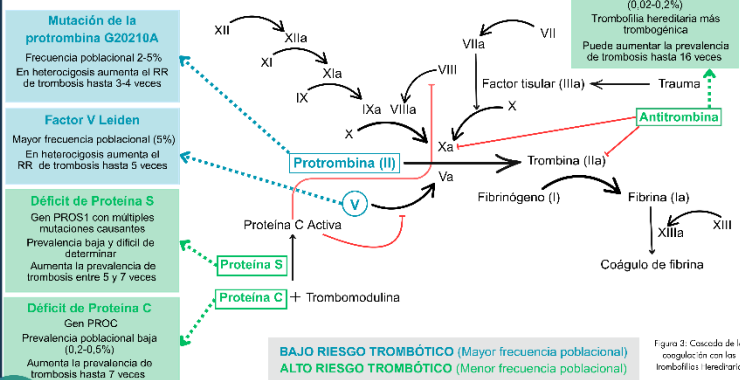 Mutación de la
protrombina G20210A
Frecuencia poblacional 2-5%
En heterocigosis aumenta el RR
de trombosis hasta 3-4 veces
Factor V Leiden
Mayor frecuencia poblacional (5%)
En heterocigosis aumenta el
RR de trombosis hasta 5 veces
Déficit de Proteína S
Gen PROS1 con múltiples
mutaciones causantes
Prevalencia baja y difícil de
determinar
Aumenta la prevalencia de
trombosis entre 5 y 7 veces
Déficit de Proteína C
Gen PROC
Prevalencia poblacional baja
(0,2-0,5%)
Aumenta la prevalencia de
trombosis hasta 7 veces
XII
XIIa
XI
XIa
IX
IXa
VIIIa
VIII
X
VII
VIIa
Factor tisular (IIIa)
Trauma
X
Xa
(0,02-0,2%)
Trombofilia hereditaria más
trombogénica
Puede aumentar la prevalencia
de trombosis hasta 16 veces
Antitrombina
Protrombina (II)
Trombina (IIa)
Va
V
Fibrinógeno (I)
Fibrina (Ia)
XIII
XIIIa
Coágulo de fibrina
Proteína C Activa
Proteína S
Proteína C
+ Trombomodulina
BAJO RIESGO TROMBÓTICO (Mayor frecuencia poblacional)
ALTO RIESGO TROMBÓTICO (Menor frecuencia poblacional)
Figura 3: Cascada de la
coagulación con las
trombofilias Hereditaria